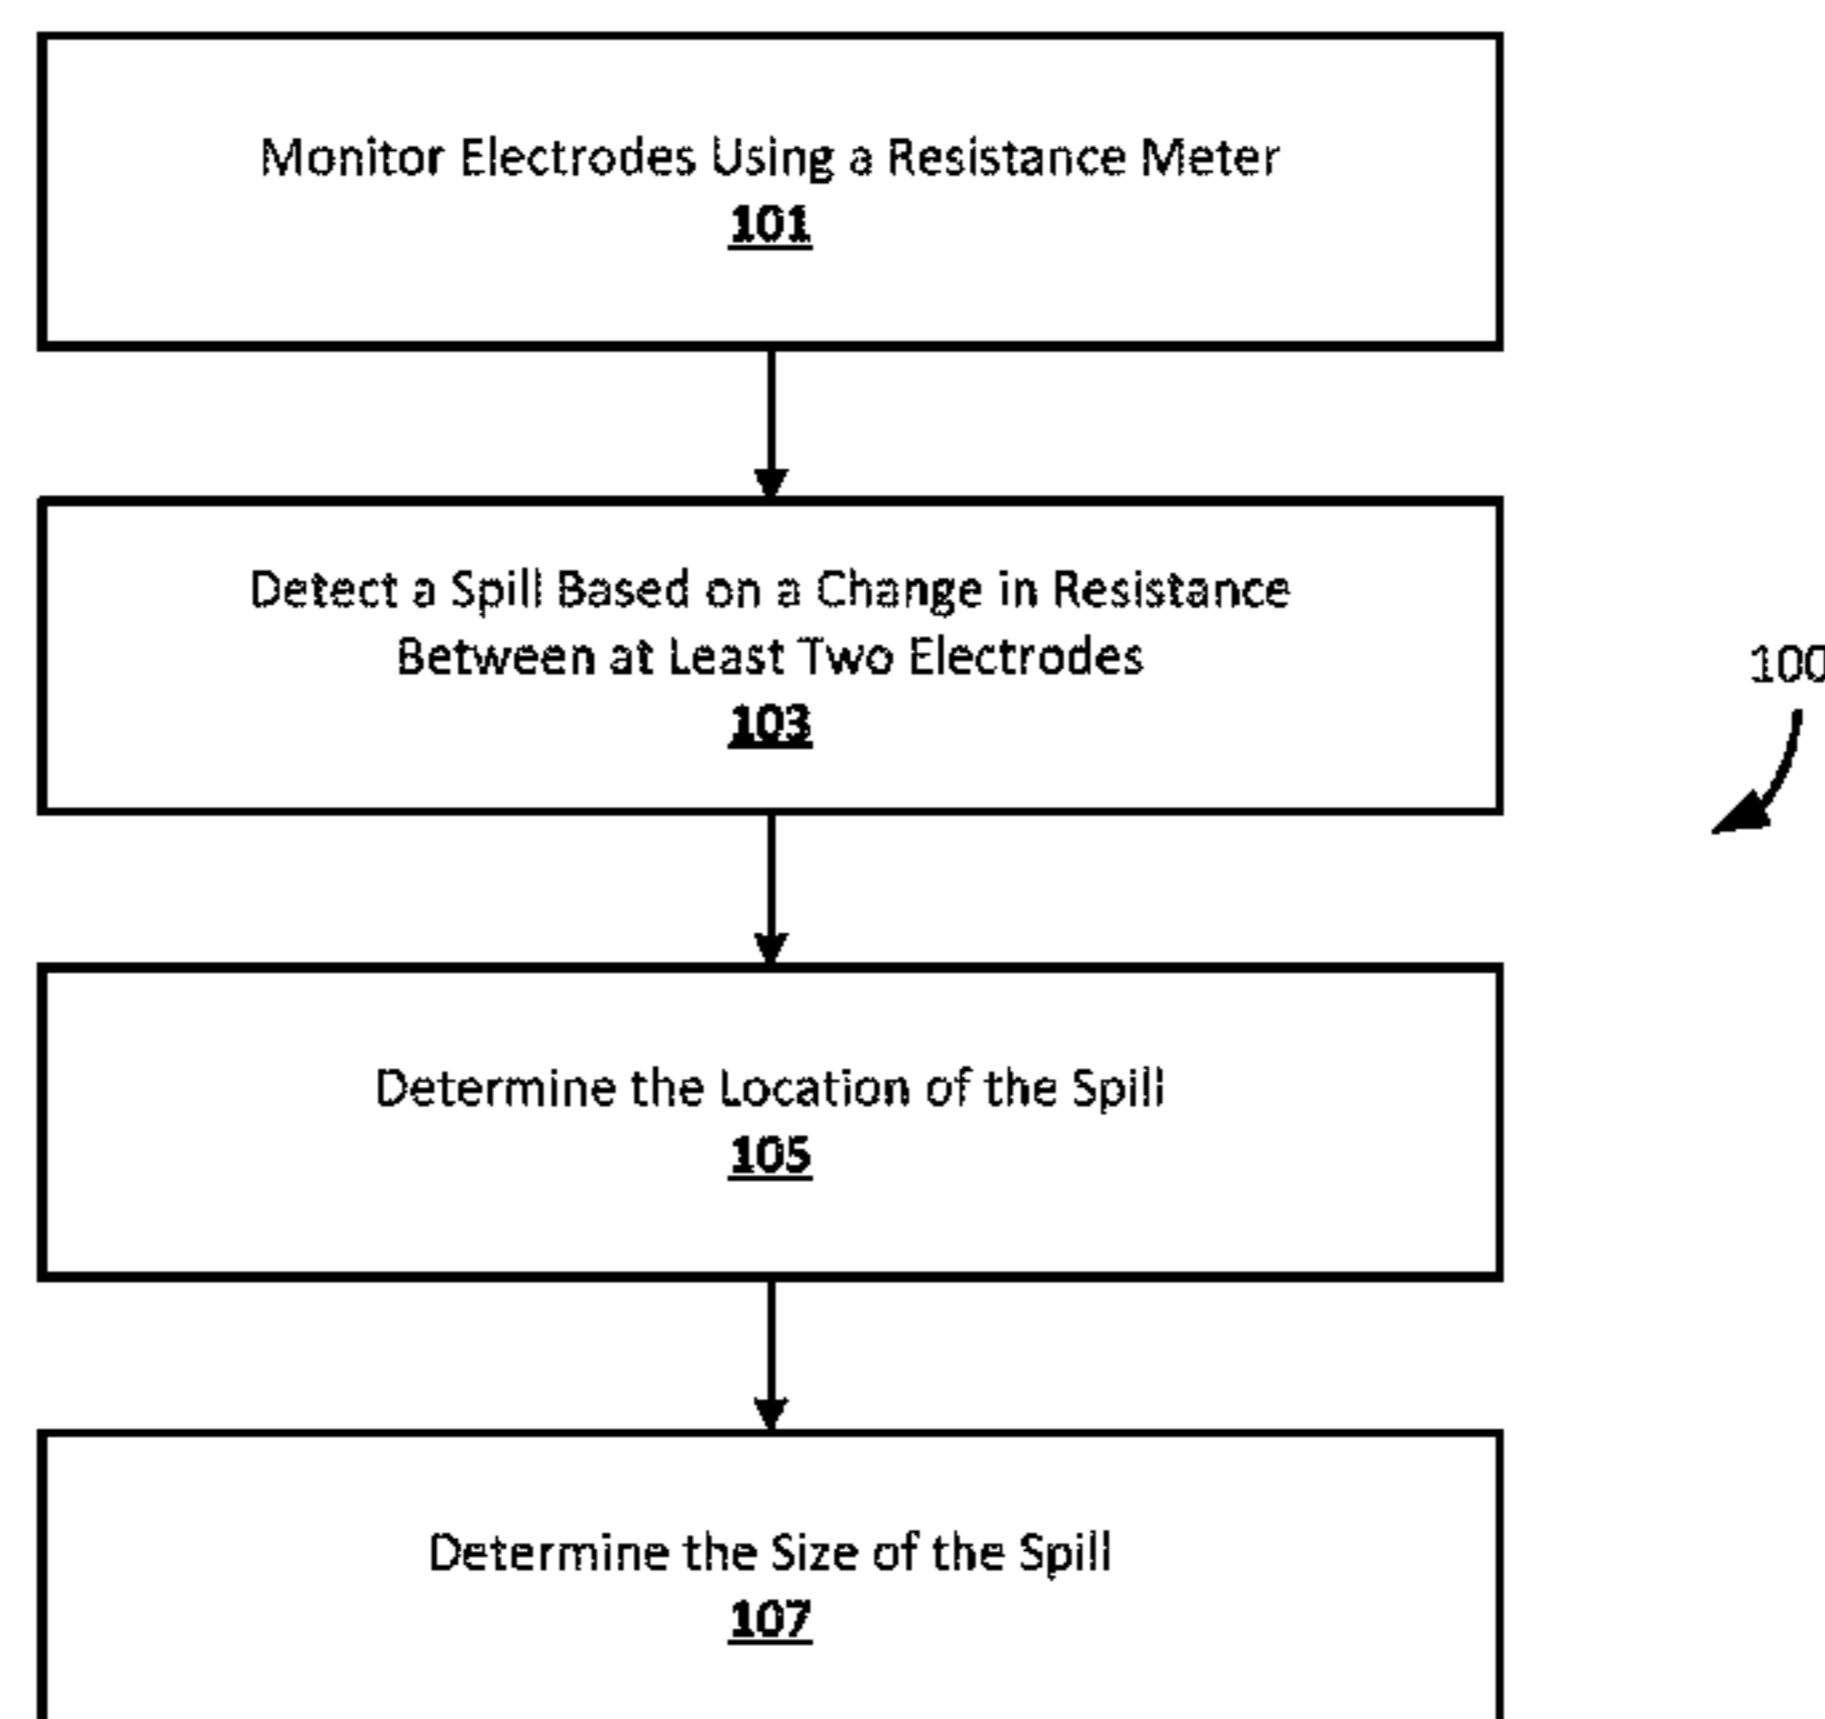 Monitor Electrodes Using a Resistance Meter
101
Detect a Spill Based on a Change in Resistance
Between at Least Two Electrodes
103
100
Determine the Location of the Spill
105
Determine the Size of the Spill
107